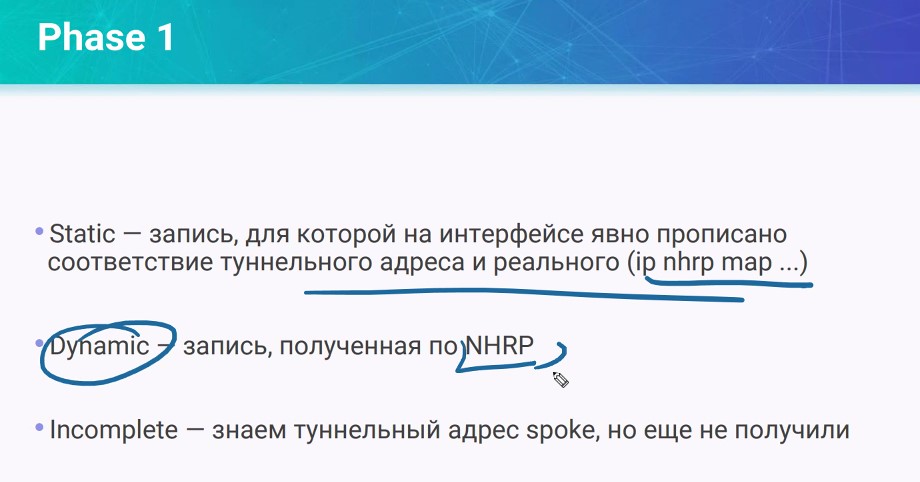 Phase 1
• Static — запись, для которой на интерфейсе явно прописано
соответствие туннельного адреса и реального (ip nhrp map ...)
• Dynamic — запись, полученная по NHRP
• Incomplete — знаем туннельный адрес spoke, но еще не получили